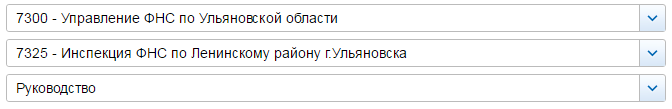 7300 - Управление ФНС по Ульяновской области
7325 - Инспекция ФНС по Ленинскому району г.Ульяновска
Руководство